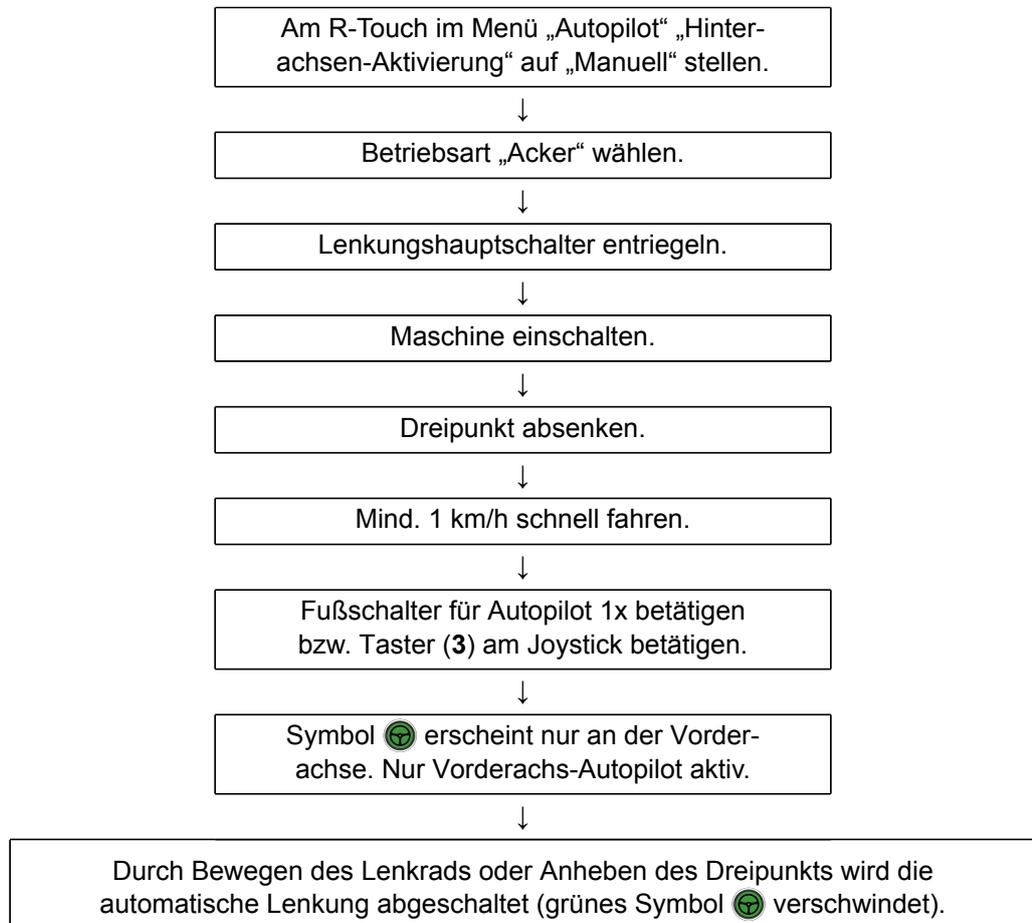 Am R-Touch im Menü „Autopilot“ „Hinter-
achsen-Aktivierung“ auf „Manuell“ stellen.
↓
Betriebsart „Acker“ wählen.
↓
Lenkungshauptschalter entriegeln.
↓
Maschine einschalten.
↓
Dreipunkt absenken.
↓
Mind. 1 km/h schnell fahren.
↓
Fußschalter für Autopilot 1x betätigen
bzw. Taster (3) am Joystick betätigen.
↓
Symbol erscheint nur an der Vorder-
achse. Nur Vorderachs-Autopilot aktiv.
↓
Durch Bewegen des Lenkrads oder Anheben des Dreipunkts wird die
automatische Lenkung abgeschaltet (grünes Symbol verschwindet).